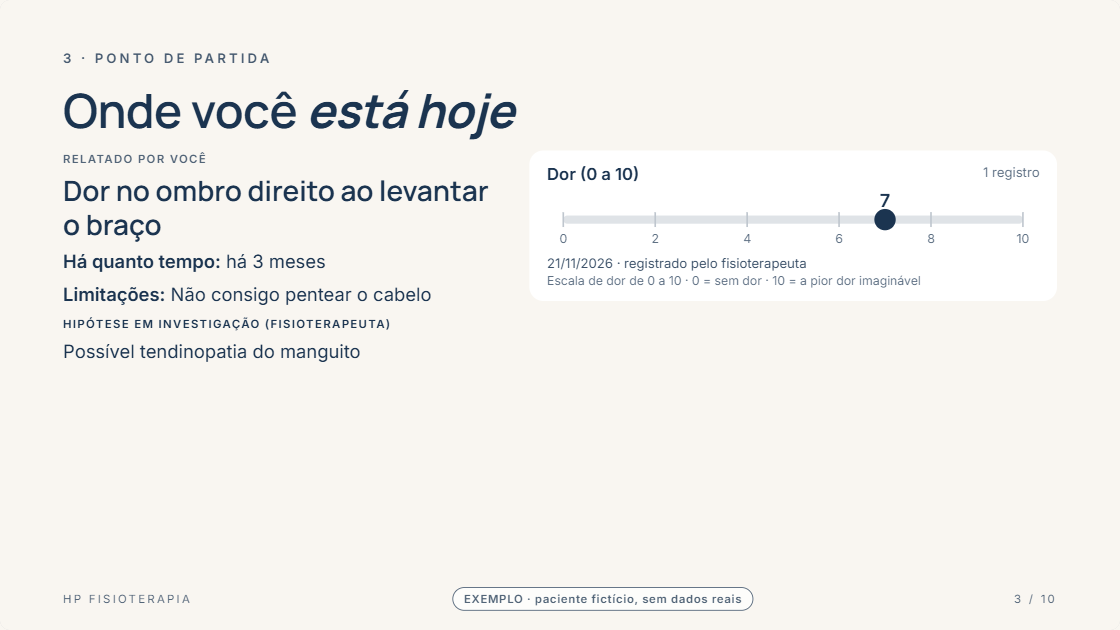 3 · PONTO DE PARTIDA
Onde você está hoje
RELATADO POR VOCÊ
Dor no ombro direito ao levantar
o braço
Há quanto tempo: há 3 meses
Limitações: Não consigo pentear o cabelo
HIPÓTESE EM INVESTIGAÇÃO (FISIOTERAPEUTA)
Possível tendinopatia do manguito
Dor (0 a 10)
1 registro
7
0 2 4 6 8 10
21/11/2026 · registrado pelo fisioterapeuta
Escala de dor de 0 a 10 · 0 = sem dor · 10 = a pior dor imaginável
HP FISIOTERAPIA
EXEMPLO · paciente fictício, sem dados reais
3 / 10